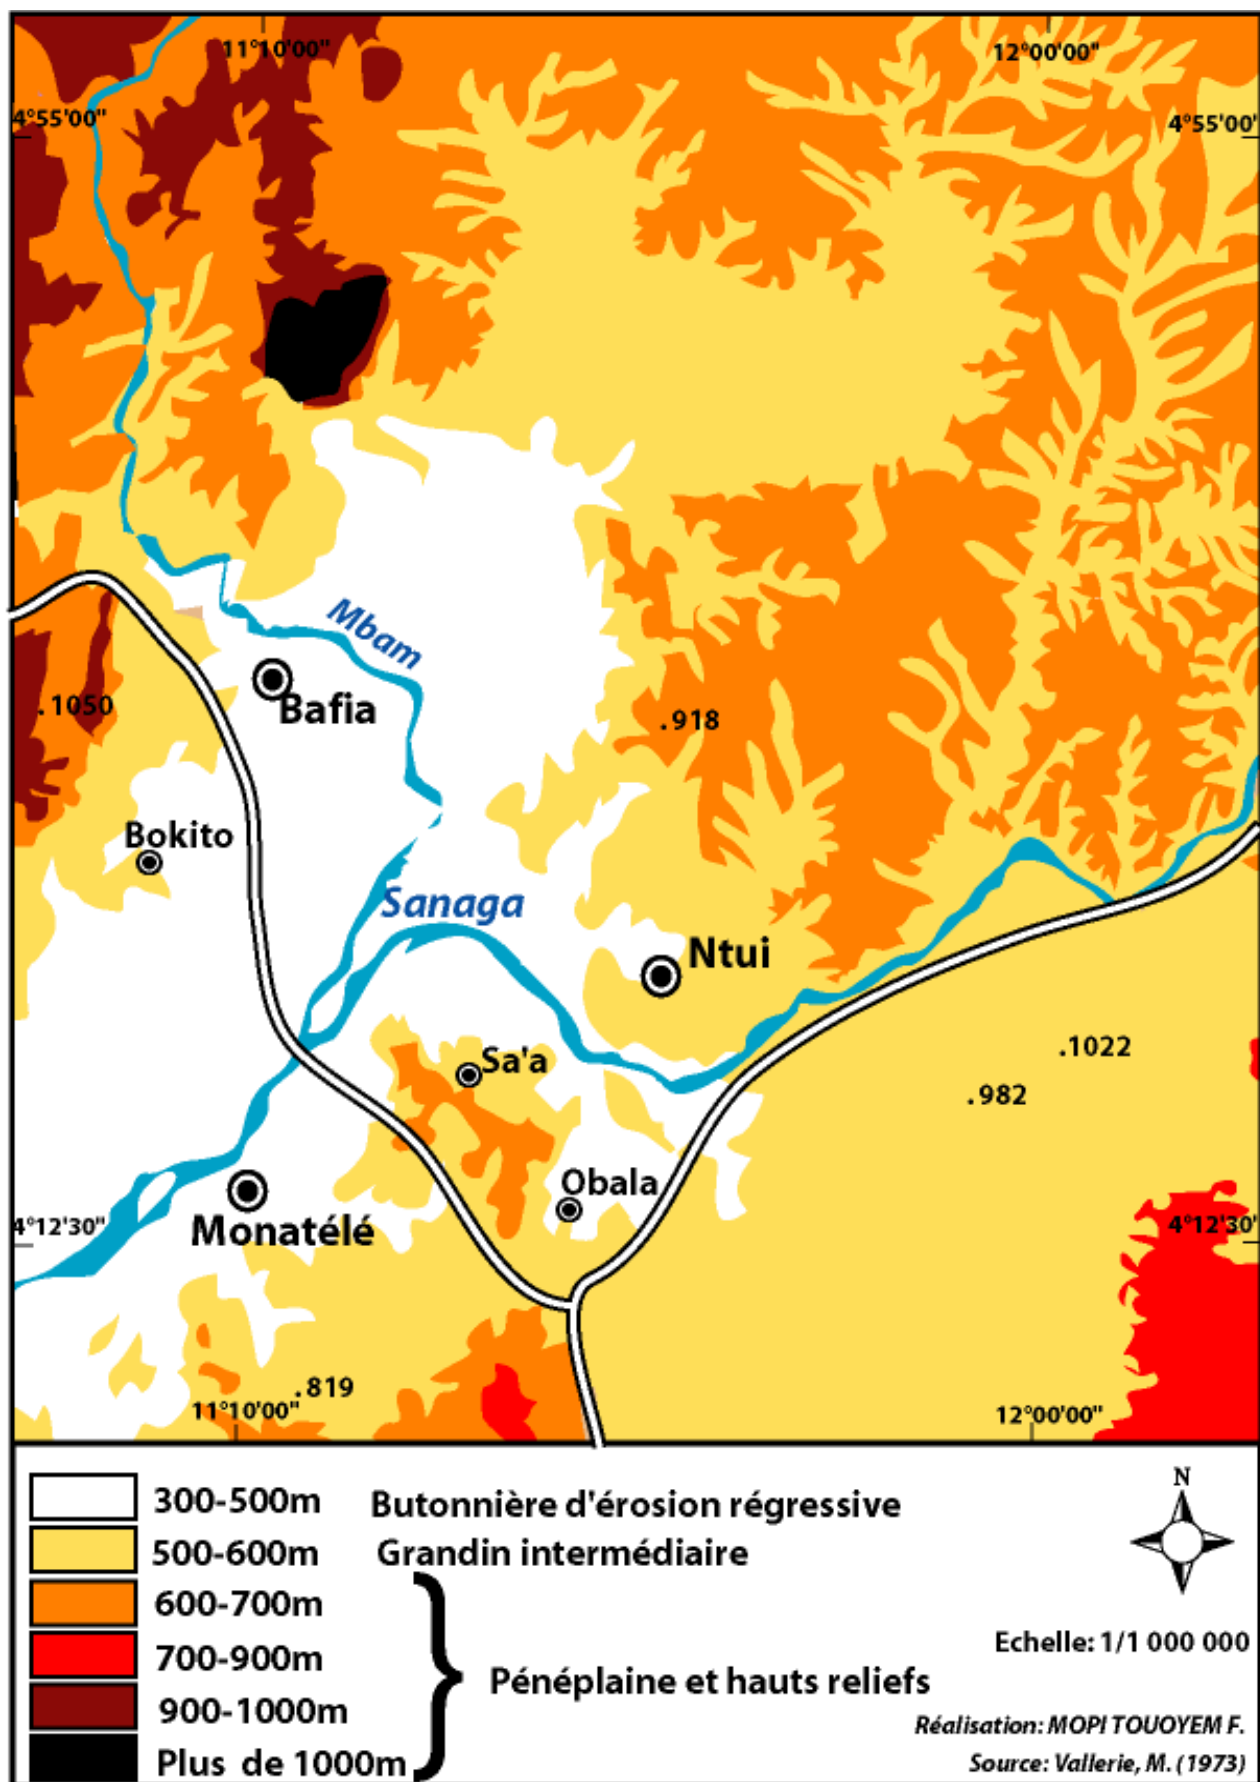 11°10'00"
12°00'00"
4°55'00"
4°55'00'
Mbam
.1050
Bafia
.918
Bokito
Sanaga
Ntui
Sa'a
.1022
.982
Obala
Monatélé
4°12'30"
4°12'30'
.819
11°10'00"
12°00'00"
300-500m Butonnière d'érosion régressive
500-600m Grandin intermédiaire
600-700m
700-900m
900-1000m
Plus de 1000m
Pénéplaine et hauts reliefs
N
Echelle: 1/1 000 000
Réalisation: MOPI TOUOYEM F.
Source: Vallerie, M. (1973)